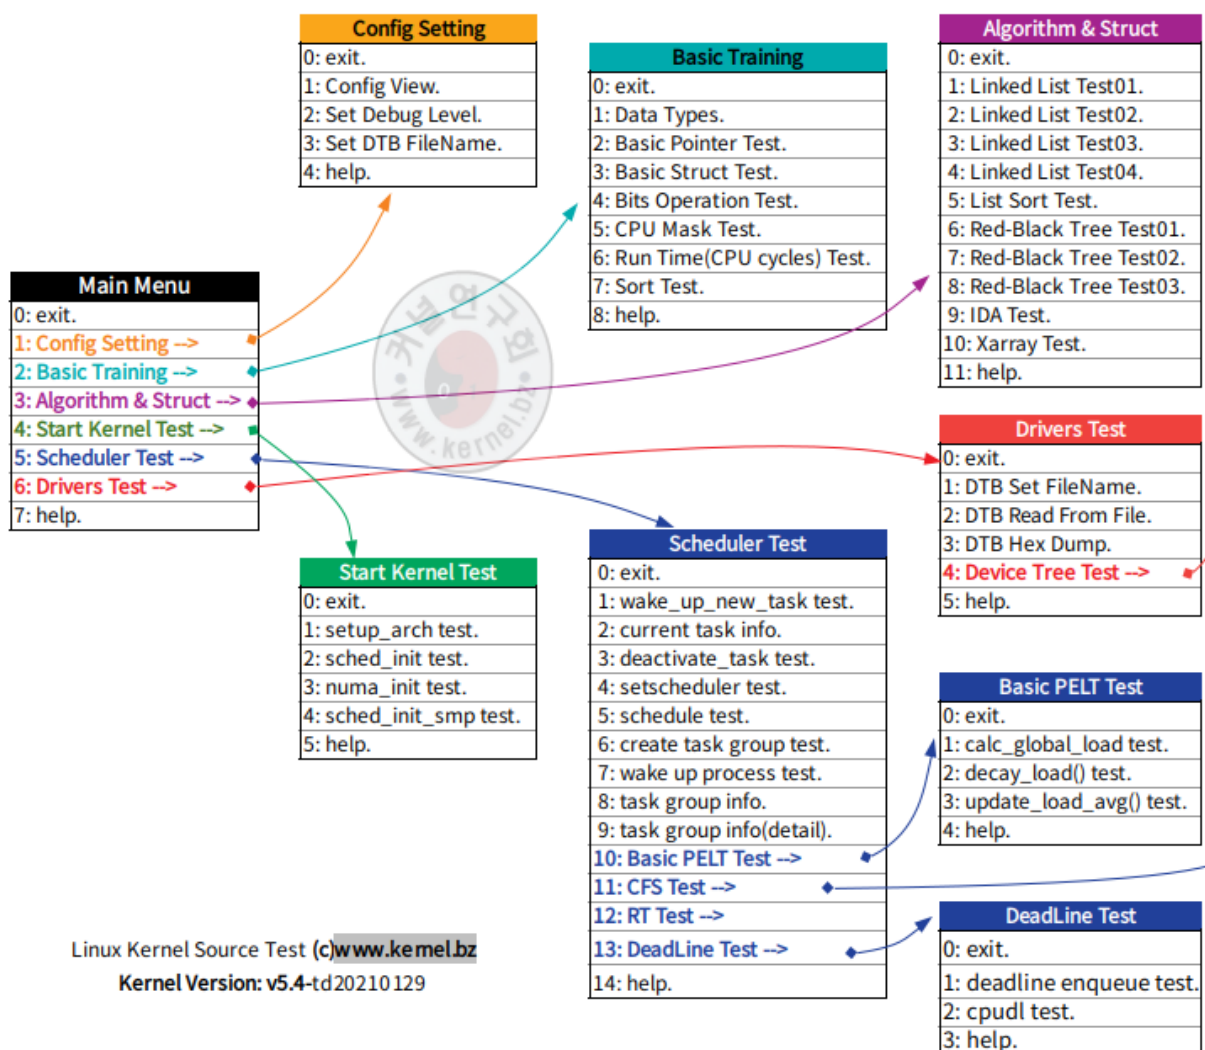 Config Setting
0: exit.
1: Config View.
2: Set Debug Level.
3: Set DTB FileName.
4: help.
Basic Training
0: exit.
1: Data Types.
2: Basic Pointer Test.
3: Basic Struct Test.
4: Bits Operation Test.
5: CPU Mask Test.
6: Run Time(CPU cycles) Test.
7: Sort Test.
8: help.
Algorithm & Struct
0: exit.
1: Linked List Test01.
2: Linked List Test02.
3: Linked List Test03.
4: Linked List Test04.
5: List Sort Test.
6: Red-Black Tree Test01.
7: Red-Black Tree Test02.
8: Red-Black Tree Test03.
9: IDA Test.
10: Xarray Test.
11: help.
Main Menu
0: exit.
1: Config Setting -->
2: Basic Training -->
3: Algorithm & Struct -->
4: Start Kernel Test -->
5: Scheduler Test -->
6: Drivers Test -->
7: help.
커널연구회
www.kernel.bz
Drivers Test
0: exit.
1: DTB Set FileName.
2: DTB Read From File.
3: DTB Hex Dump.
4: Device Tree Test -->
5: help.
Start Kernel Test
0: exit.
1: setup_arch test.
2: sched_init test.
3: numa_init test.
4: sched_init_smp test.
5: help.
Scheduler Test
0: exit.
1: wake_up_new_task test.
2: current task info.
3: deactivate_task test.
4: setscheduler test.
5: schedule test.
6: create task group test.
7: wake up process test.
8: task group info.
9: task group info(detail).
10: Basic PELT Test -->
11: CFS Test -->
12: RT Test -->
13: DeadLine Test -->
14: help.
Basic PELT Test
0: exit.
1: calc_global_load test.
2: decay_load() test.
3: update_load_avg() test.
4: help.
DeadLine Test
0: exit.
1: deadline enqueue test.
2: cpudl test.
3: help.
Linux Kernel Source Test (c)www.kernel.bz
Kernel Version: v5.4-td20210129